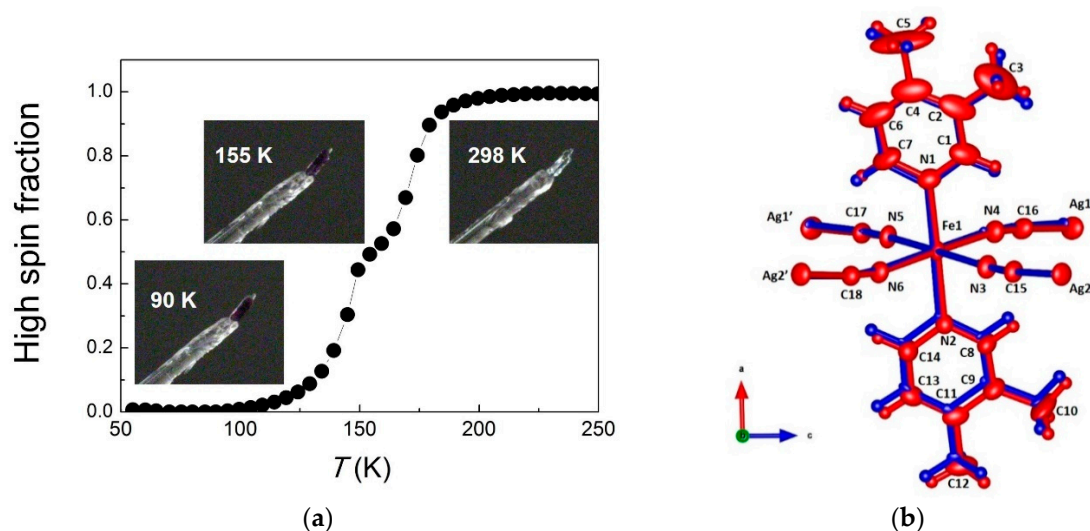 High spin fraction
1.0
0.8
0.6
0.4
0.2
0.0
155 K
298 K
90 K
50
100
150
200
250
T (K)
(a)
C5
C3
C4
C2
C6
C1
C7
N1
Ag1'
C17
N5
Fe1
N4
C16
Ag1
Ag2'
C18
N6
N3
C15
Ag2
N2
C14
C8
C13
C9
C11
C10
C12
a
b
c
(b)